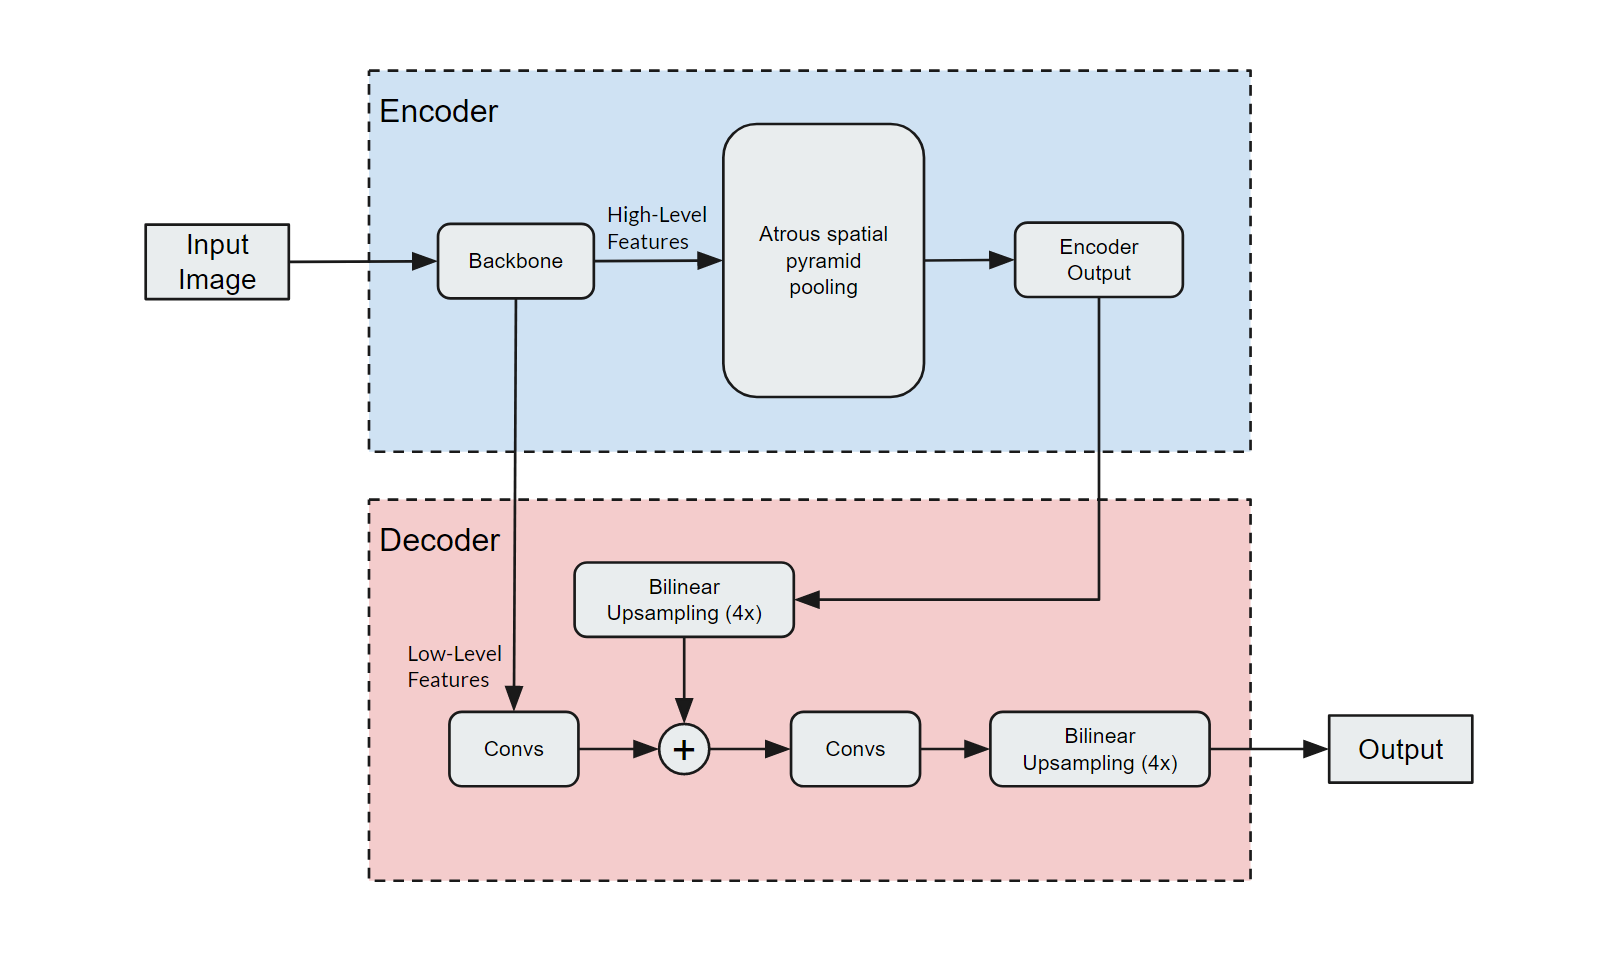 Encoder
Input
Image
Backbone
High-Level
Features
Atrous spatial
pyramid
pooling
Encoder
Output
Decoder
Bilinear
Upsampling (4x)
Low-Level
Features
Convs
+
Convs
Bilinear
Upsampling (4x)
Output